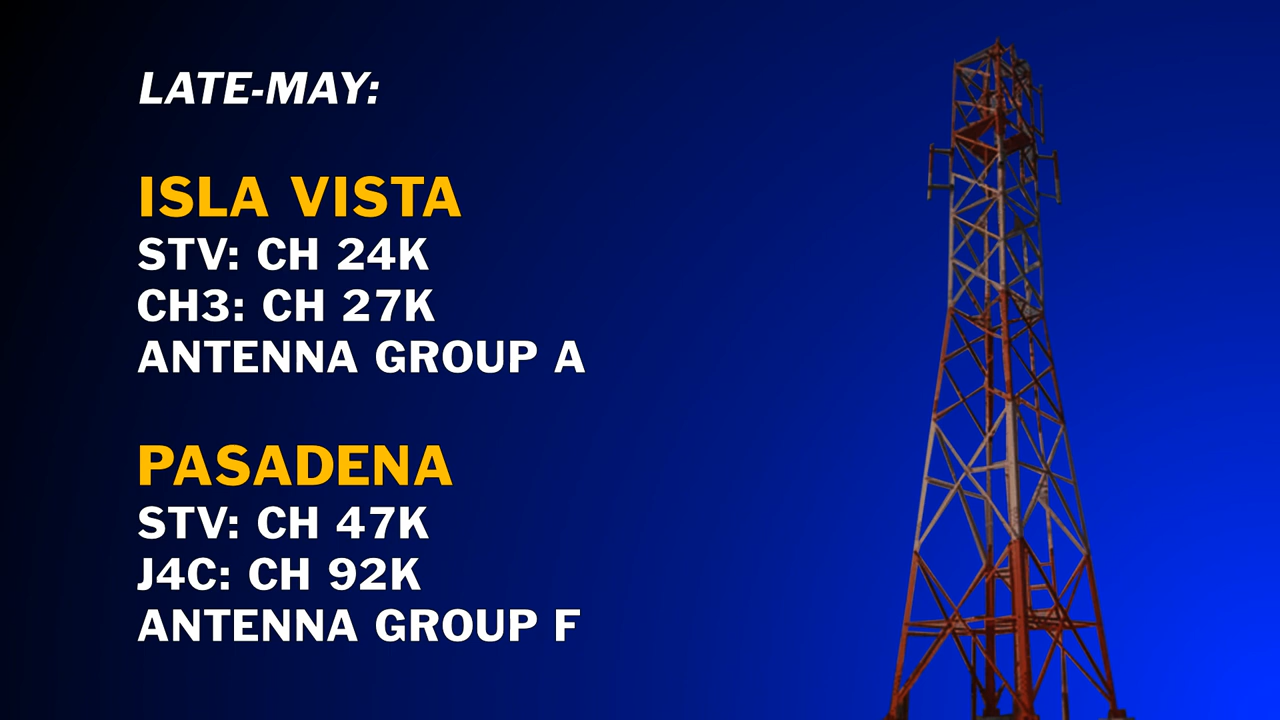 LATE-MAY:
ISLA VISTA
STV: CH 24K
CH3: CH 27K
ANTENNA GROUP A
PASADENA
STV: CH 47K
J4C: CH 92K
ANTENNA GROUP F